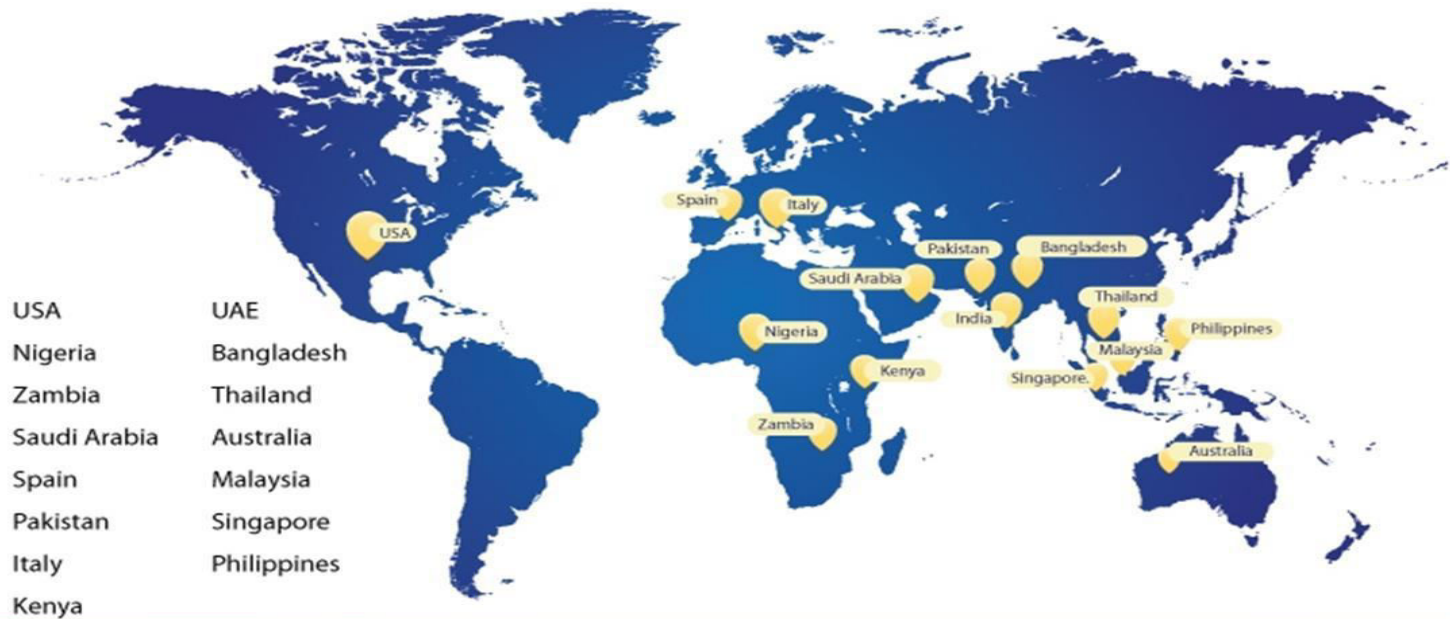 USA
Nigeria
Zambia
Saudi Arabia
Spain
Pakistan
Italy
Kenya
UAE
Bangladesh
Thailand
Australia
Malaysia
Singapore
Philippines
USA
Spain
Italy
Pakistan
Bangladesh
Saudi Arabia
Thailand
India
Nigeria
Philippines
Malaysia
Kenya
Singapore.
Zambia
Australia